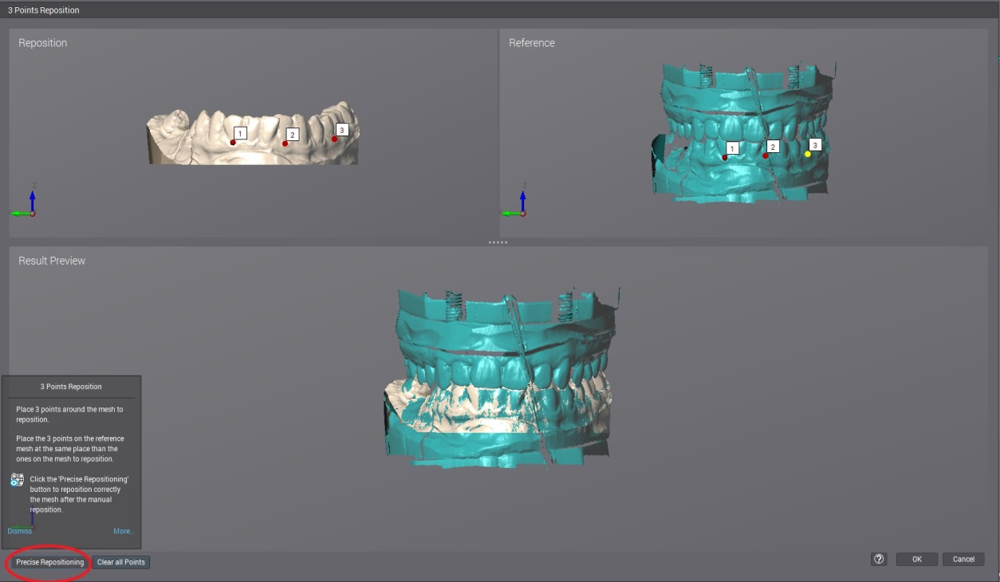 3 Points Reposition
Reposition
Reference
1
2
3
1
2
3
Z
Z
Result Preview
3 Points Reposition
Place 3 points around the mesh to
reposition.
Place the 3 points on the reference
mesh at the same place than the
ones on the mesh to reposition.
Click the 'Precise Repositioning'
button to reposition correctly
the mesh after the manual
reposition.
Dismiss
More...
Precise Repositioning
Clear all Points
?
OK
Cancel